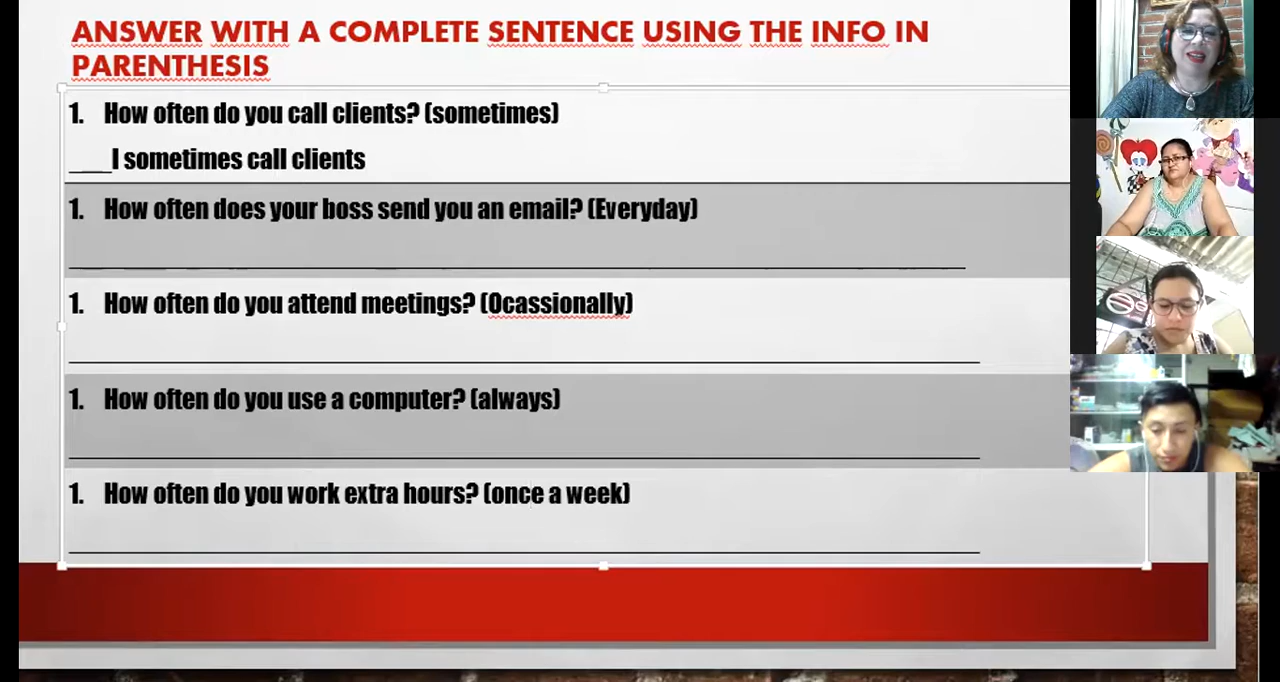 ANSWER WITH A COMPLETE SENTENCE USING THE INFO IN
PARENTHESIS
1. How often do you call clients? (sometimes)
___I sometimes call clients
1. How often does your boss send you an email? (Everyday)
1. How often do you attend meetings? (Ocassionally)
1. How often do you use a computer? (always)
1. How often do you work extra hours? (once a week)